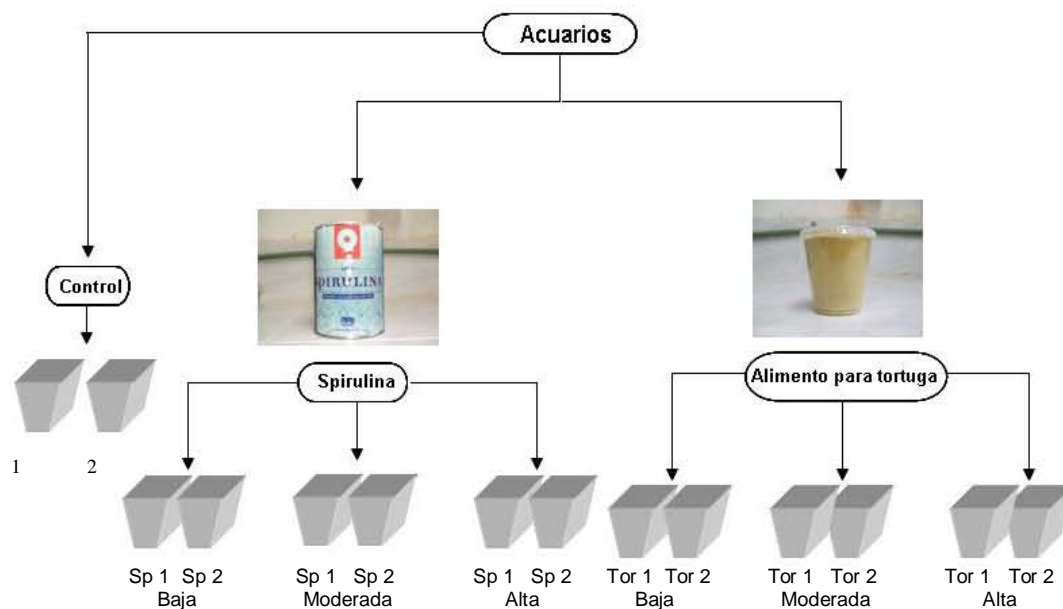 Acuarios
Control
1 2
SPIRULINA
Spirulina
Sp 1 Sp 2
Baja
Sp 1 Sp 2
Moderada
Sp 1 Sp 2
Alta
Alimento para tortuga
Tor 1 Tor 2
Baja
Tor 1 Tor 2
Moderada
Tor 1 Tor 2
Alta